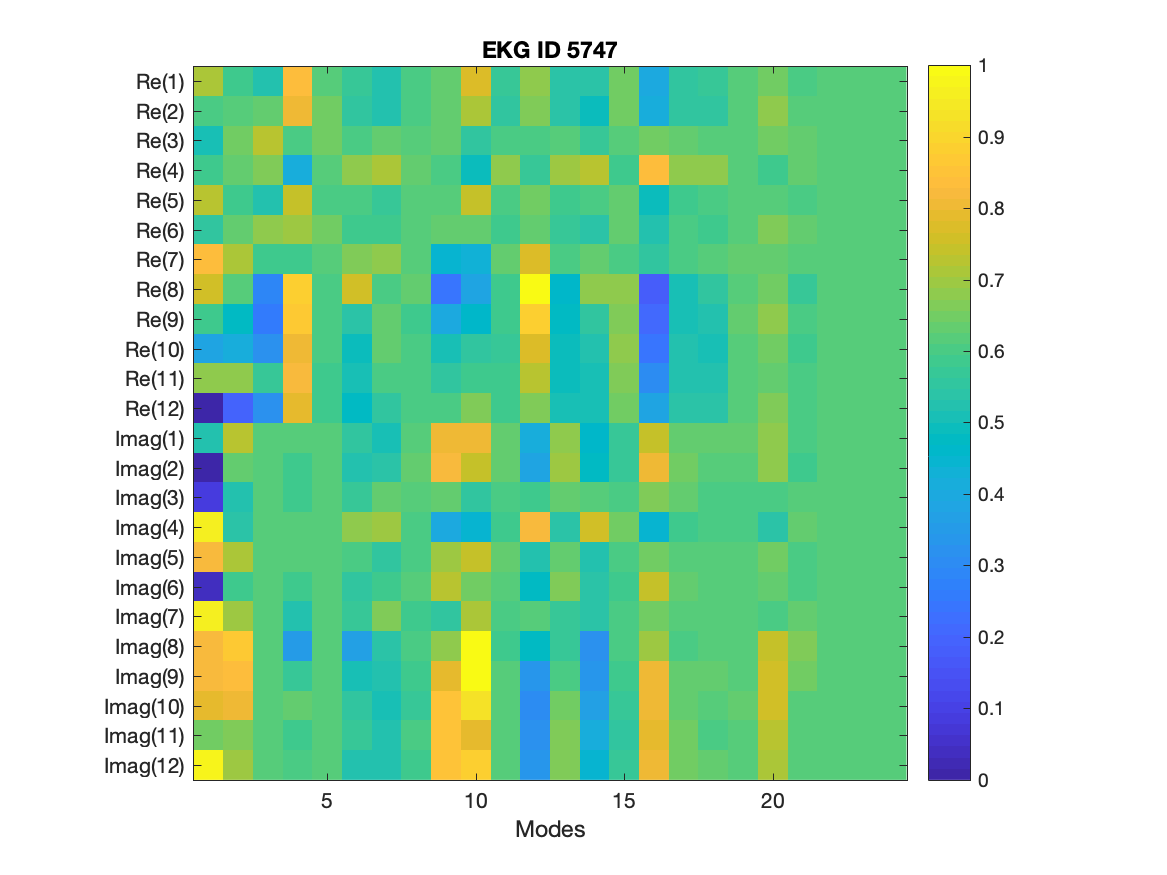 EKG ID 5747
Re(1)
Re(2)
Re(3)
Re(4)
Re(5)
Re(6)
Re(7)
Re(8)
Re(9)
Re(10)
Re(11)
Re(12)
Imag(1)
Imag(2)
Imag(3)
Imag(4)
Imag(5)
Imag(6)
Imag(7)
Imag(8)
Imag(9)
Imag(10)
Imag(11)
Imag(12)
5 10 15 20
Modes
1
0.9
0.8
0.7
0.6
0.5
0.4
0.3
0.2
0.1
0